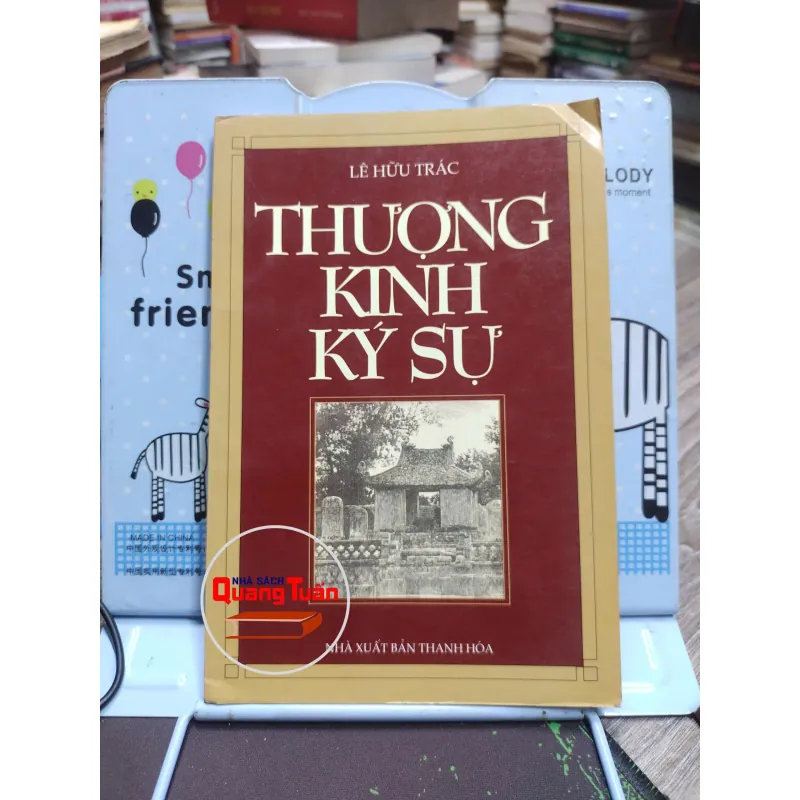 LÊ HỮU TRÁC
THƯỢNG
KINH
KÝ SỰ
NHÀ SÁCH
Quang Tuấn
NHÀ XUẤT BẢN THANH HÓA
Sm
frien
LODY
e moment
MADE IN CHINA